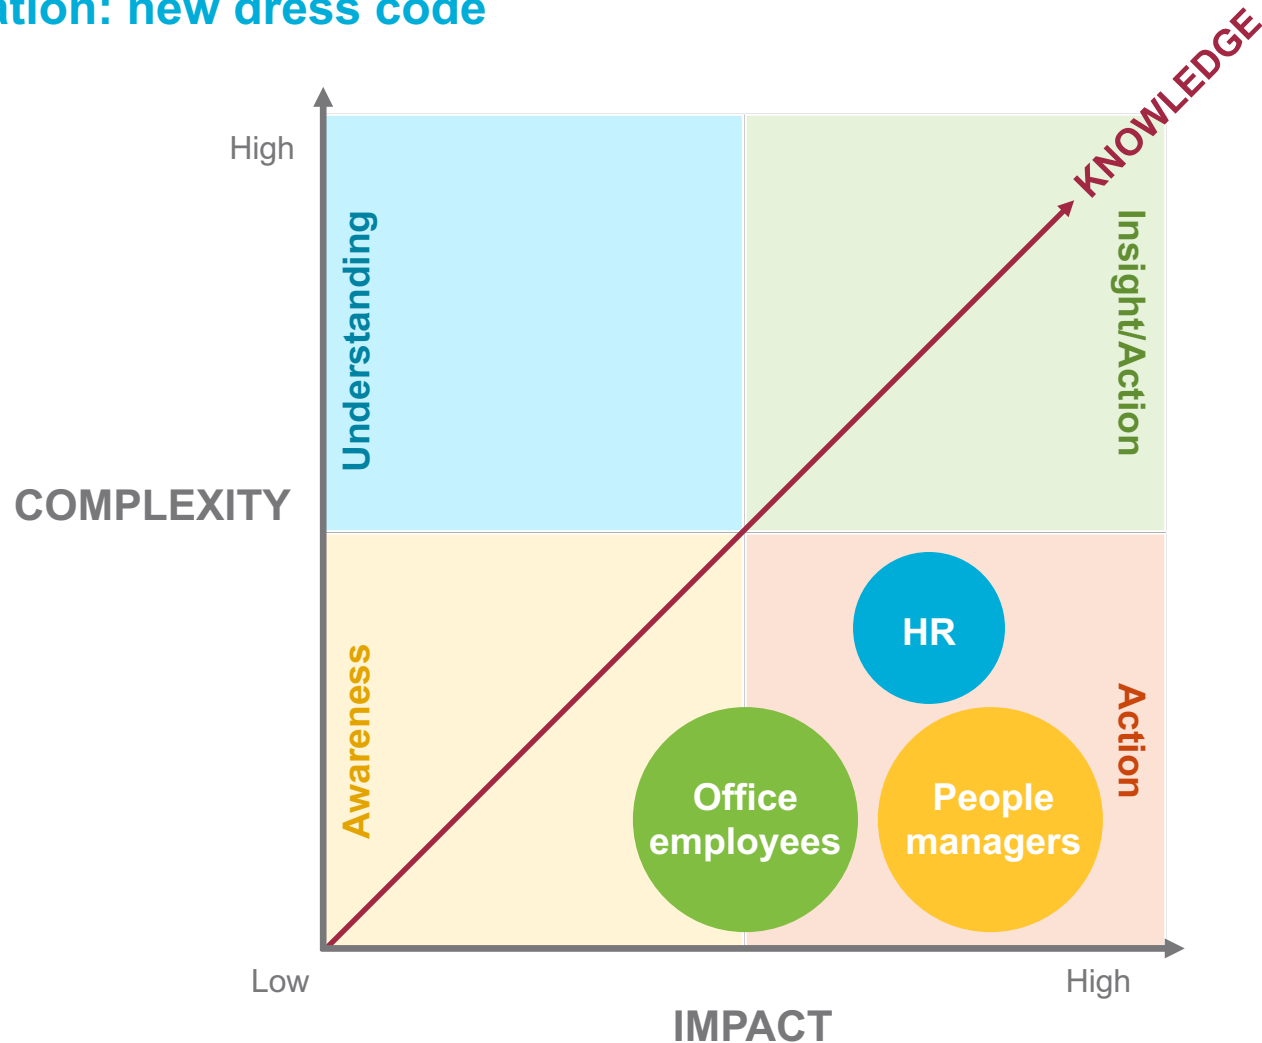 ation: new dress code
KNOWLEDGE
High
Understanding
Insight/Action
COMPLEXITY
HR
Awareness
Action
Office
employees
People
managers
Low
High
IMPACT